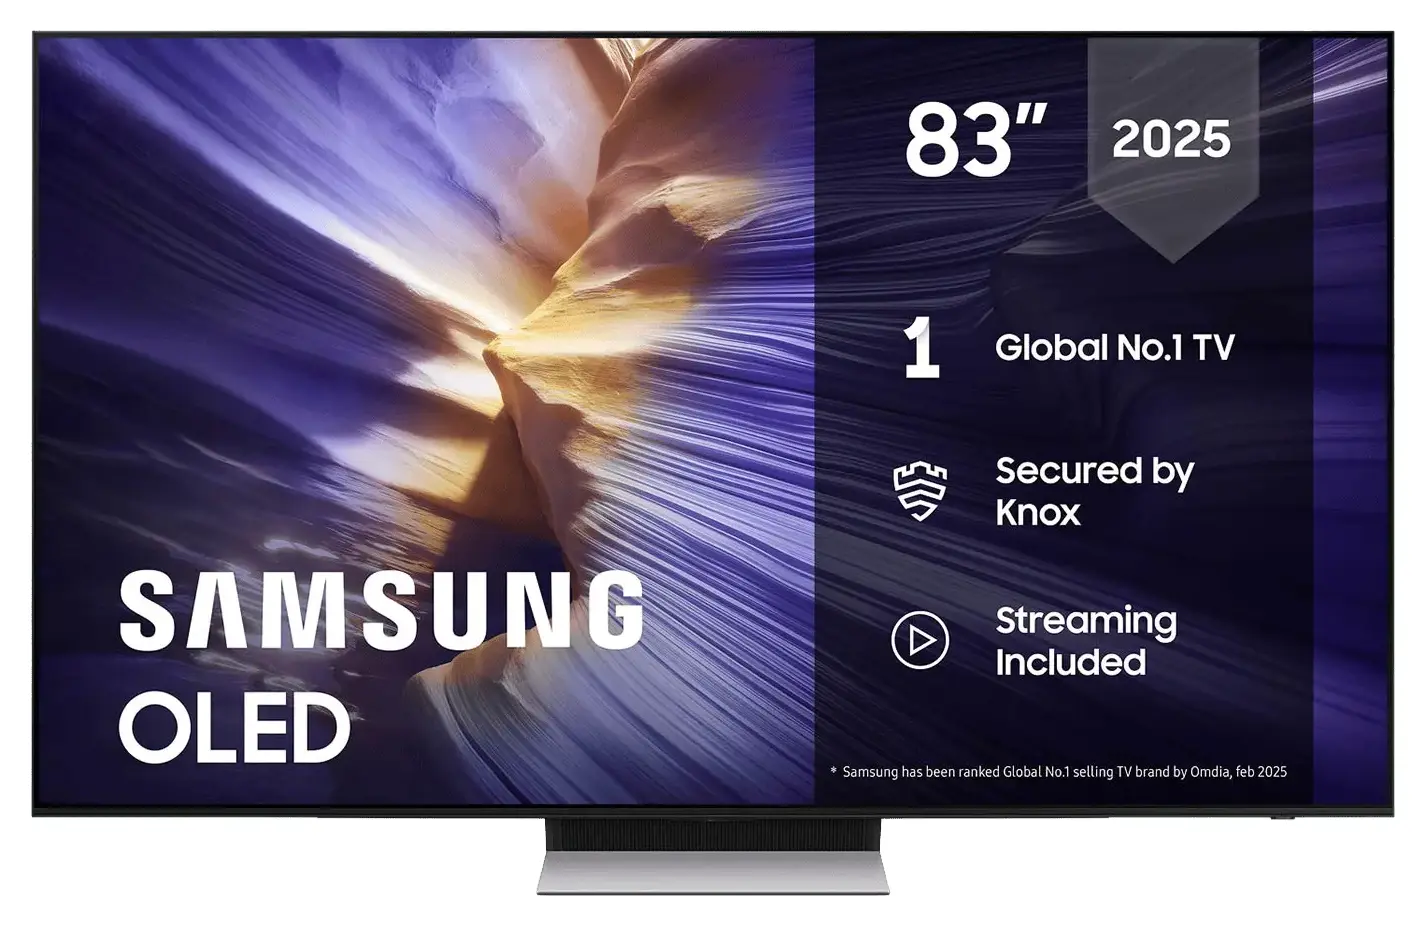 SAMSUNG
OLED
83"
2025
1
Global No.1 TV
Secured by
Knox
Streaming
Included
* Samsung has been ranked Global No.1 selling TV brand by Omdia, feb 2025